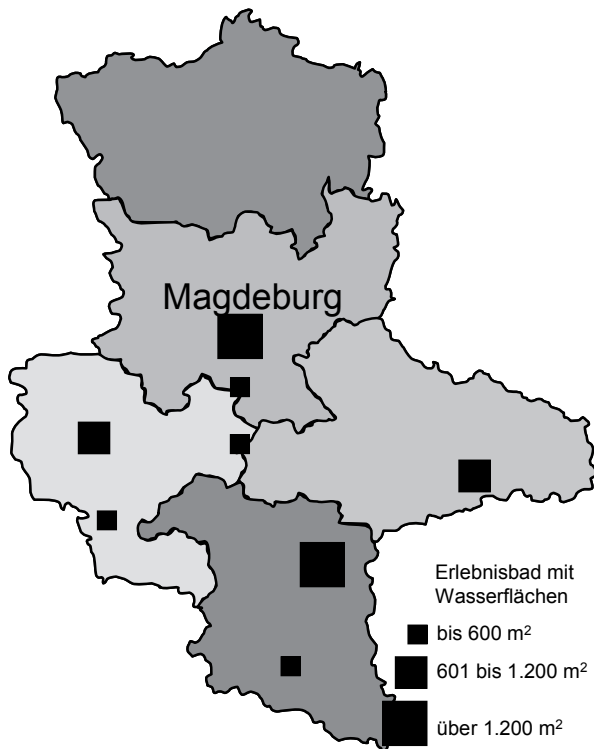 Magdeburg
Erlebnisbad mit
Wasserflächen
bis 600 m²
601 bis 1.200 m²
über 1.200 m²